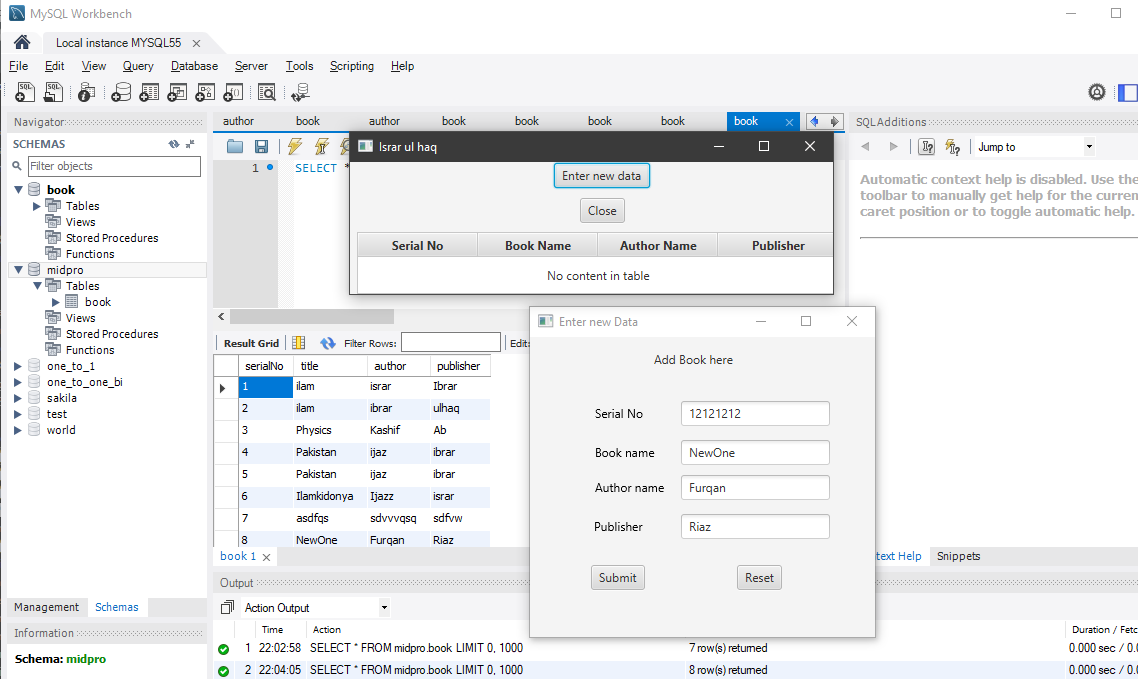 MySQL Workbench
Local instance MYSQL55
File Edit View Query Database Server Tools Scripting Help
Navigator
SCHEMAS
Filter objects
book
Tables
Views
Stored Procedures
Functions
midpro
Tables
book
Views
Stored Procedures
Functions
one_to_1
one_to_one_bi
sakila
test
world
Management Schemas
Information
Schema: midpro
author book author book book book book book
1 SELECT *
Israr ul haq
Enter new data
Close
Serial No Book Name Author Name Publisher
No content in table
SQLAdditions
Jump to
Automatic context help is disabled. Use the
toolbar to manually get help for the current
caret position or to toggle automatic help.
Result Grid Filter Rows: Edit:
serialNo title author publisher
1 ilam israr Ibrar
2 ilam ibrar ulhaq
3 Physics Kashif Ab
4 Pakistan ijaz ibrar
5 Pakistan ijaz ibrar
6 Ilamkidonya Ijazz israr
7 asdfqs sdvvvqsq sdfvw
8 NewOne Furqan Riaz
book 1
Enter new Data
Add Book here
Serial No 12121212
Book name NewOne
Author name Furqan
Publisher Riaz
Submit Reset
text Help Snippets
Output
Action Output
Time Action Duration / Fetc
1 22:02:58 SELECT * FROM midpro.book LIMIT 0, 1000 7 row(s) returned 0.000 sec / 0.0
2 22:04:05 SELECT * FROM midpro.book LIMIT 0, 1000 8 row(s) returned 0.000 sec / 0.0